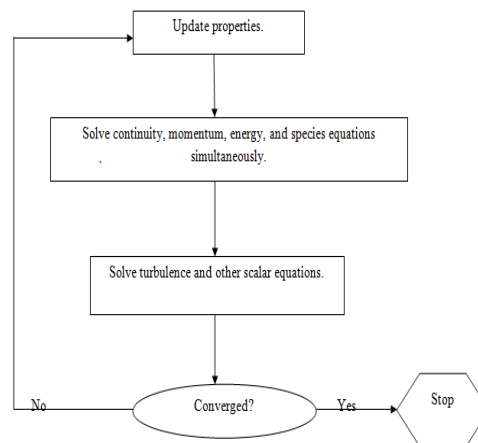 Update properties.
Solve continuity, momentum, energy, and species equations
simultaneously.
Solve turbulence and other scalar equations.
No
Converged?
Yes
Stop